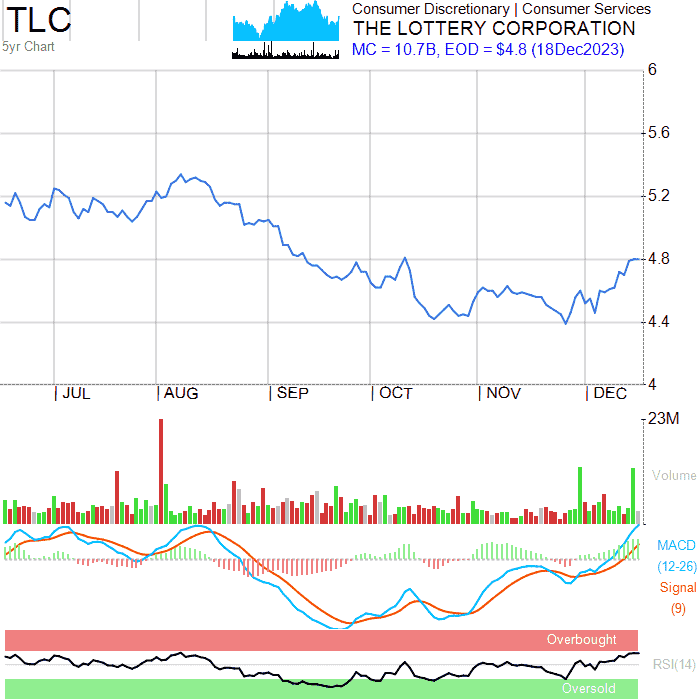 TLC
5yr Chart
Consumer Discretionary | Consumer Services
THE LOTTERY CORPORATION
MC = 10.7B, EOD = $4.8 (18Dec2023)
6
5.6
5.2
4.8
4.4
4
JUL AUG SEP OCT NOV DEC
23M
Volume
MACD
(12-26)
Signal
(9)
Overbought
RSI(14)
Oversold